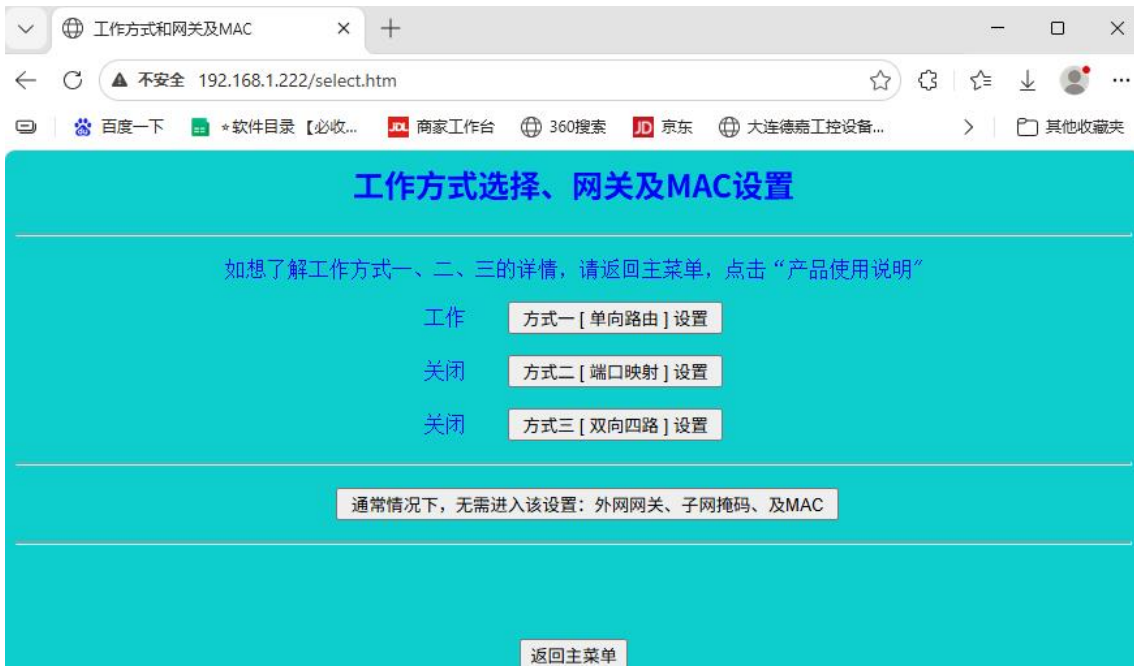 工作方式和网关及MAC
不安全 192.168.1.222/select.htm
百度一下 *软件目录【必收... JDL 商家工作台 360搜索 JD 京东 大连德嘉工控设备... 其他收藏夹
工作方式选择、网关及MAC设置
如想了解工作方式一、二、三的详情，请返回主菜单，点击“产品使用说明”
工作 方式一 [ 单向路由 ] 设置
关闭 方式二 [ 端口映射 ] 设置
关闭 方式三 [ 双向四路 ] 设置
通常情况下，无需进入该设置：外网网关、子网掩码、及MAC
返回主菜单